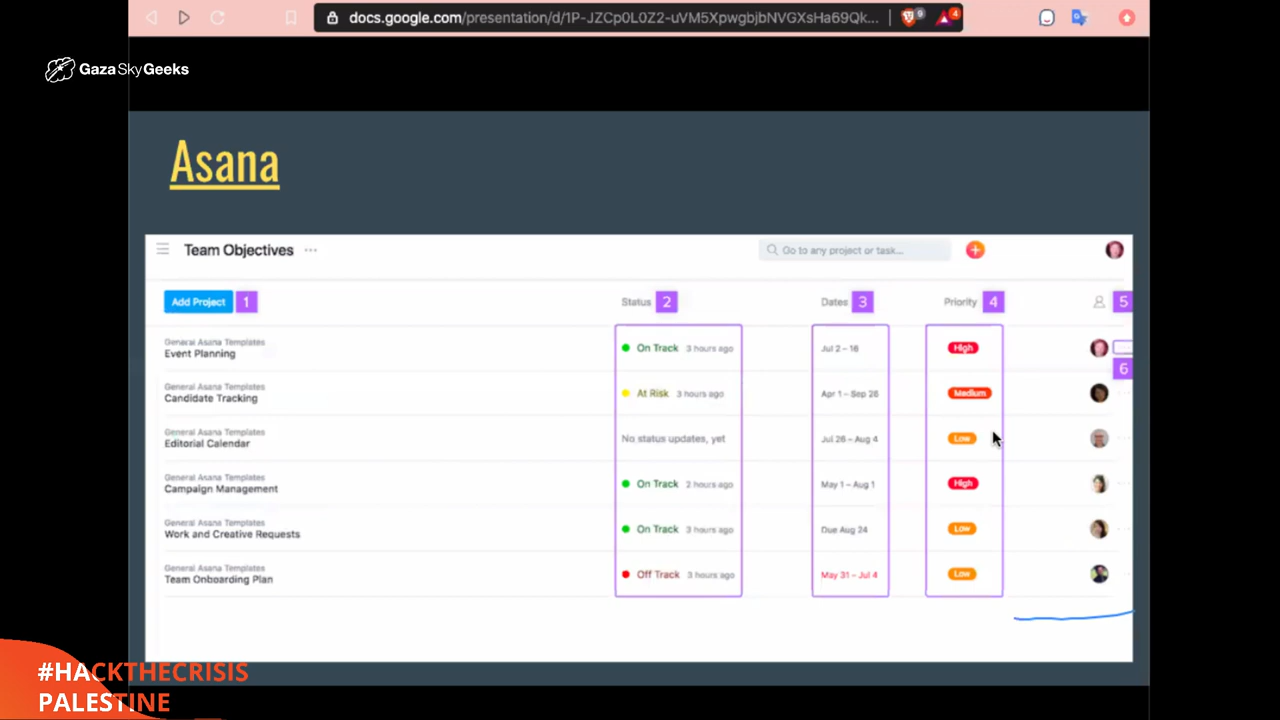 docs.google.com/presentation/d/1P-JZCp0L0Z2-uVM5XpwgbjbNVGXsHa69Qk...
9
4
GazaSkyGeeks
Asana
Team Objectives ...
Go to any project or task...
Add Project 1 Status 2 Dates 3 Priority 4 5
General Asana Templates
Event Planning
On Track 3 hours ago Jul 2 – 16 High
6
General Asana Templates
Candidate Tracking
At Risk 3 hours ago Apr 1 – Sep 26 Medium
General Asana Templates
Editorial Calendar
No status updates, yet Jul 26 – Aug 4 Low
General Asana Templates
Campaign Management
On Track 2 hours ago May 1 – Aug 1 High
General Asana Templates
Work and Creative Requests
On Track 3 hours ago Due Aug 24 Low
General Asana Templates
Team Onboarding Plan
Off Track 3 hours ago May 31 – Jul 4 Low
#HACKTHECRISIS
PALESTINE